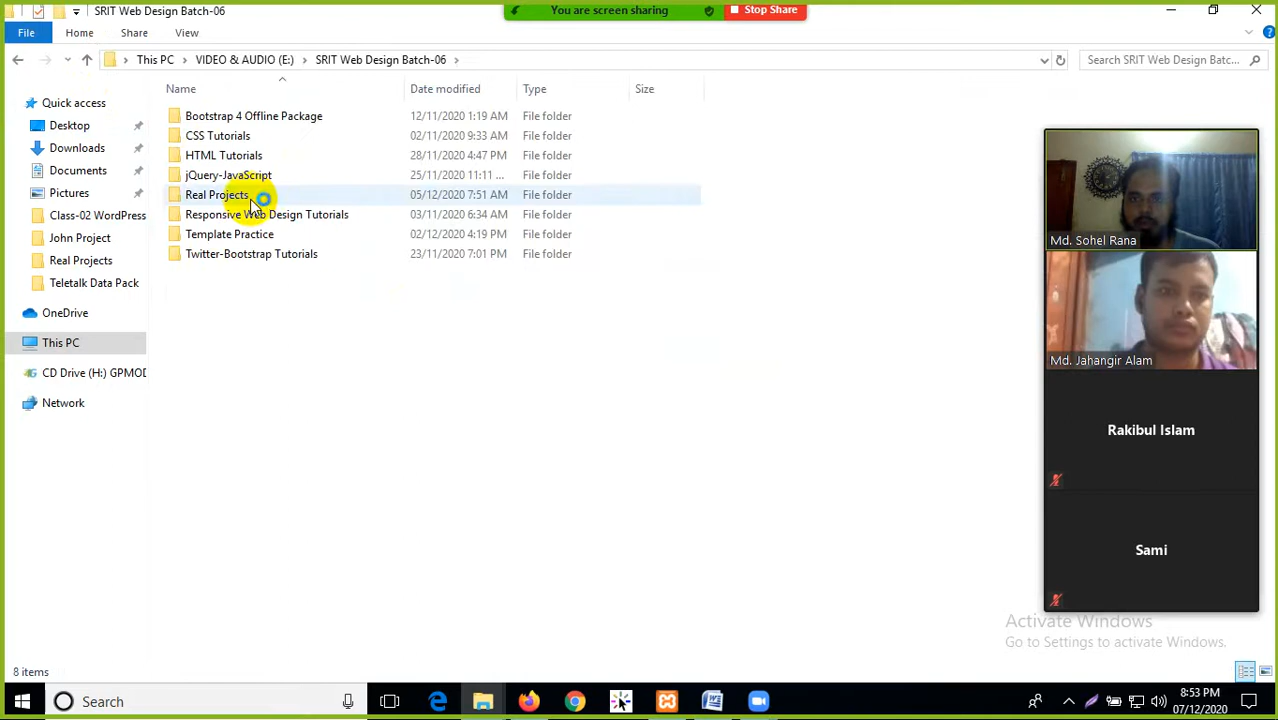 SRIT Web Design Batch-06
You are screen sharing
Stop Share
File
Home
Share
View
This PC
VIDEO & AUDIO (E:)
SRIT Web Design Batch-06
Search SRIT Web Design Batc...
Name
Date modified
Type
Size
Quick access
Desktop
Downloads
Documents
Pictures
Class-02 WordPress
John Project
Real Projects
Teletalk Data Pack
OneDrive
This PC
CD Drive (H:) GPMOD
Network
Bootstrap 4 Offline Package 12/11/2020 1:19 AM File folder
CSS Tutorials 02/11/2020 9:33 AM File folder
HTML Tutorials 28/11/2020 4:47 PM File folder
jQuery-JavaScript 25/11/2020 11:11 ... File folder
Real Projects 05/12/2020 7:51 AM File folder
Responsive Web Design Tutorials 03/11/2020 6:34 AM File folder
Template Practice 02/12/2020 4:19 PM File folder
Twitter-Bootstrap Tutorials 23/11/2020 7:01 PM File folder
Md. Sohel Rana
Md. Jahangir Alam
Rakibul Islam
Sami
Activate Windows
Go to Settings to activate Windows.
8 items
Search
8:53 PM
07/12/2020